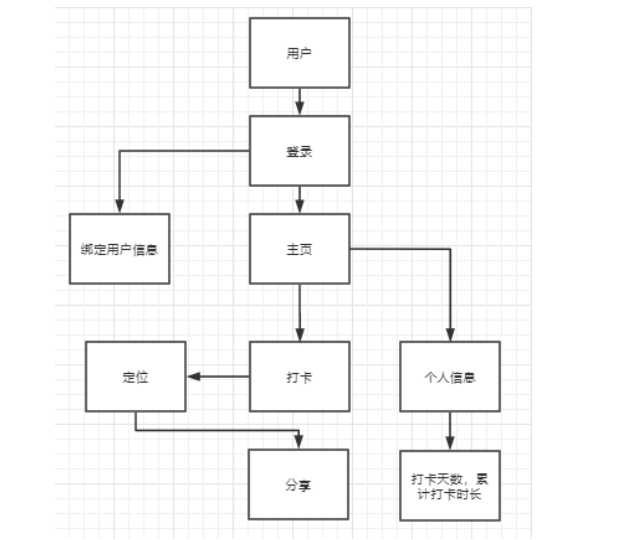 用户
登录
绑定用户信息
主页
定位
打卡
个人信息
分享
打卡天数，累
计打卡时长